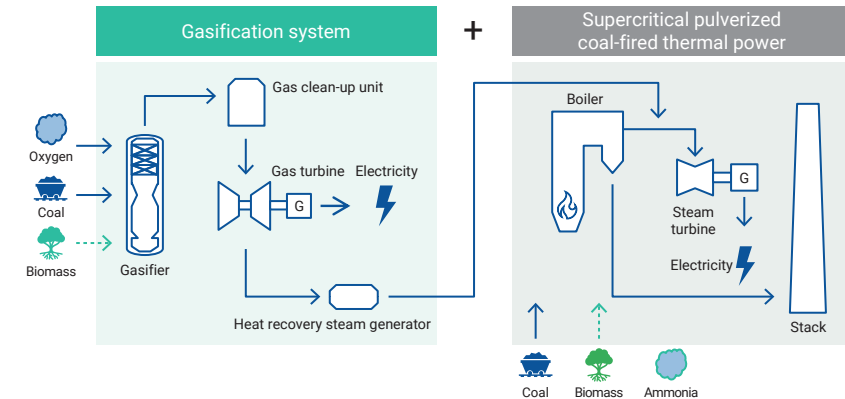 Gasification system
+
Supercritical pulverized
coal-fired thermal power
Gas clean-up unit
Boiler
Oxygen
Gas turbine
Electricity
G
G
Coal
Steam
turbine
Biomass
Gasifier
Electricity
Heat recovery steam generator
Stack
Coal
Biomass
Ammonia